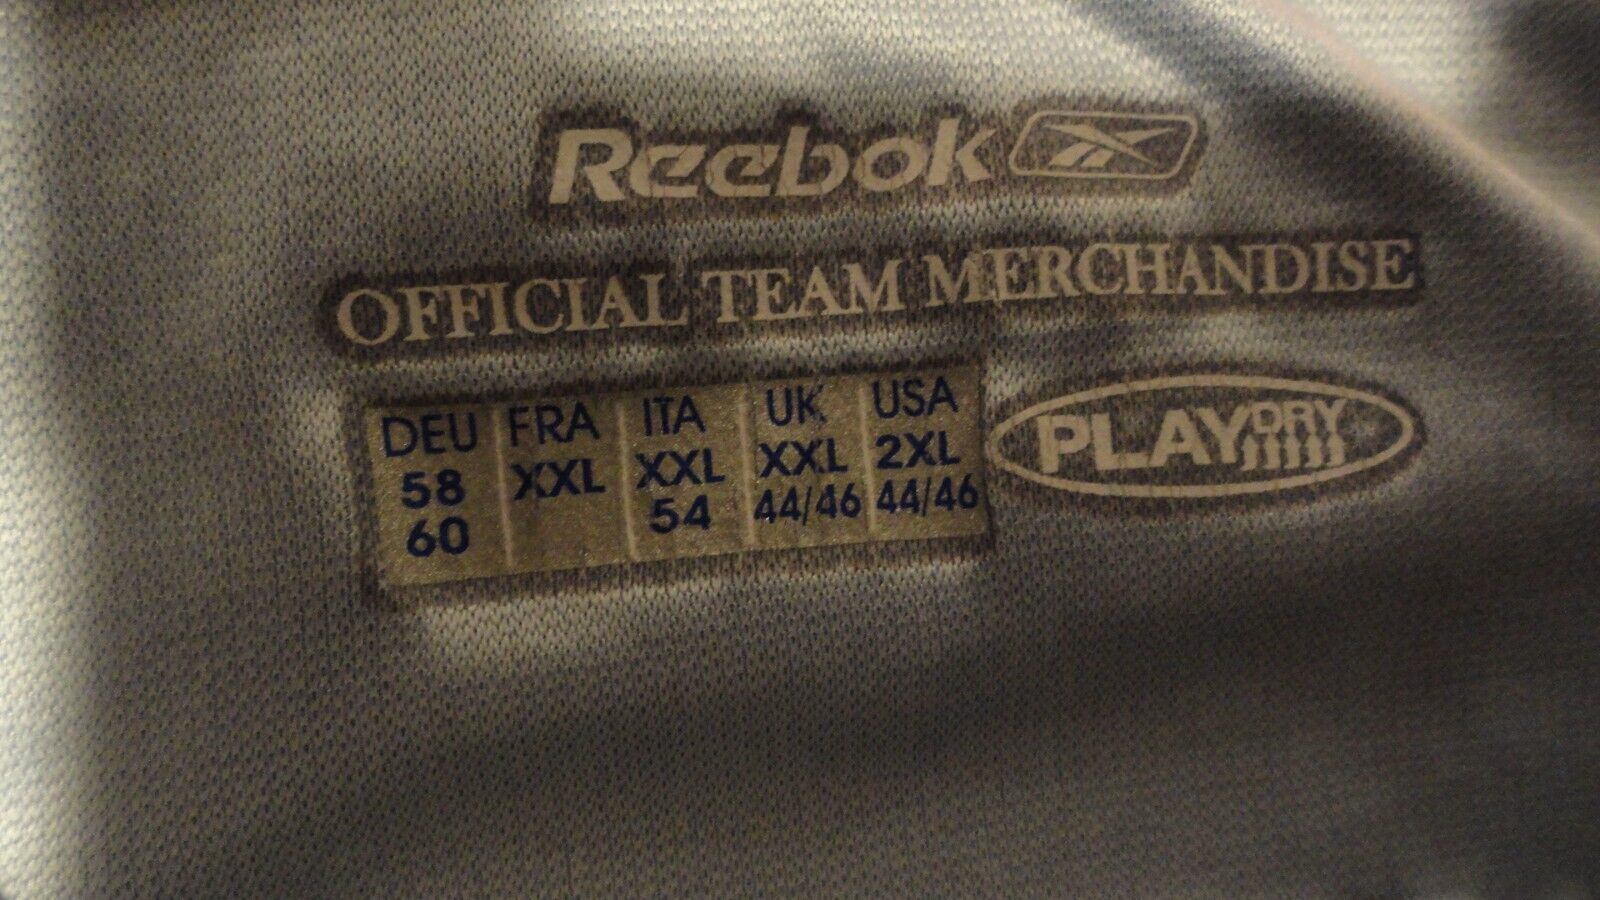 Reebok
OFFICIAL TEAM MERCHANDISE
DEU FRA ITA UK USA
58 XXL XXL XXL 2XL
60 54 44/46 44/46
PLAYDRY